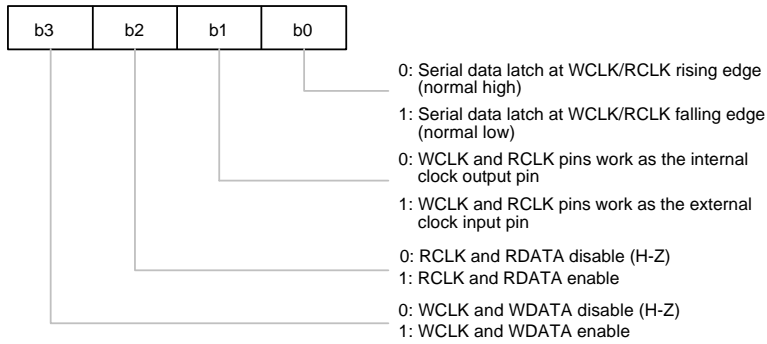 b3 b2 b1 b0
0: Serial data latch at WCLK/RCLK rising edge
(normal high)
1: Serial data latch at WCLK/RCLK falling edge
(normal low)
0: WCLK and RCLK pins work as the internal
clock output pin
1: WCLK and RCLK pins work as the external
clock input pin
0: RCLK and RDATA disable (H-Z)
1: RCLK and RDATA enable
0: WCLK and WDATA disable (H-Z)
1: WCLK and WDATA enable